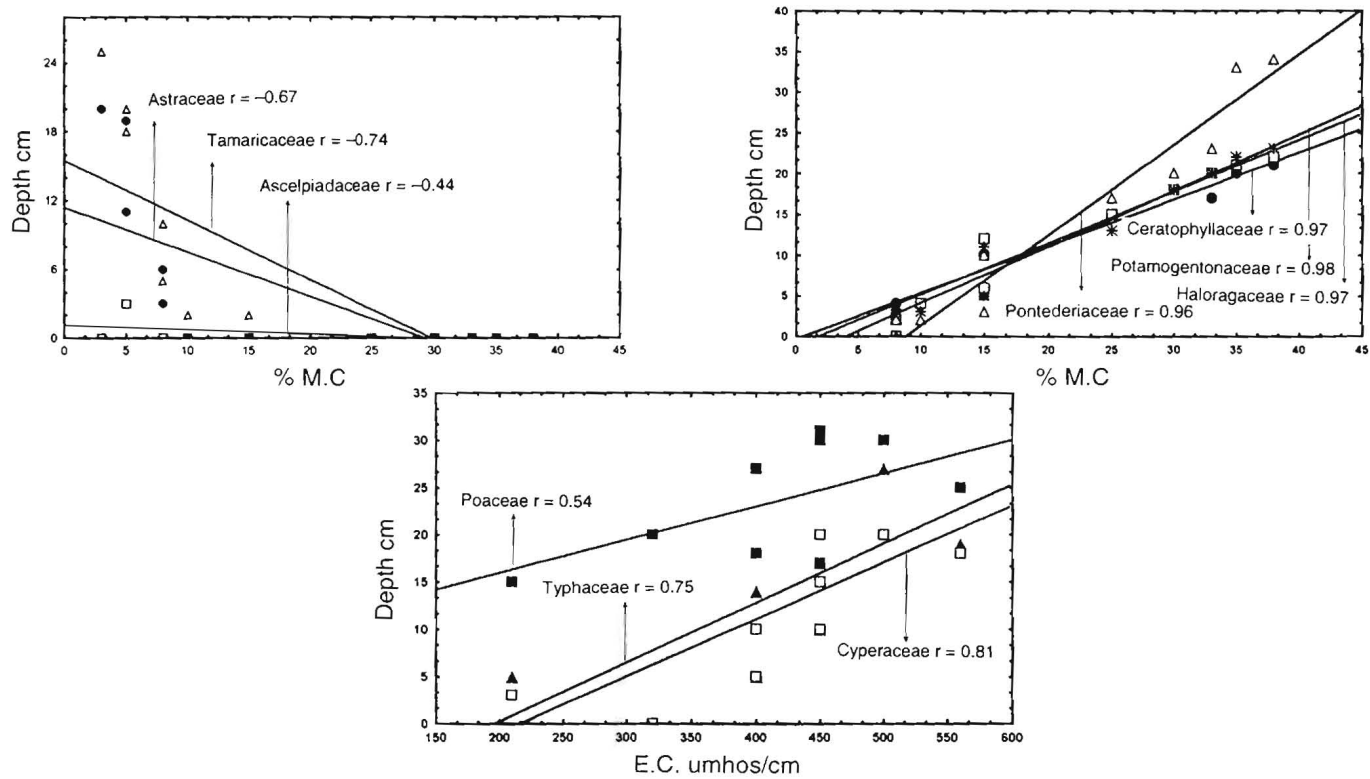 Depth cm
24
18
12
6
0
Astraceae r = –0.67
Tamaricaceae r = –0.74
Ascelpiadaceae r = –0.44
0 5 10 15 20 25 30 35 40 45
% M.C
Depth cm
40
35
30
25
20
15
10
5
0
Ceratophyllaceae r = 0.97
Potamogentonaceae r = 0.98
Haloragaceae r = 0.97
Pontederiaceae r = 0.96
0 5 10 15 20 25 30 35 40 45
% M.C
Depth cm
35
30
25
20
15
10
5
0
Poaceae r = 0.54
Typhaceae r = 0.75
Cyperaceae r = 0.81
150 200 250 300 350 400 450 500 550 600
E.C. umhos/cm